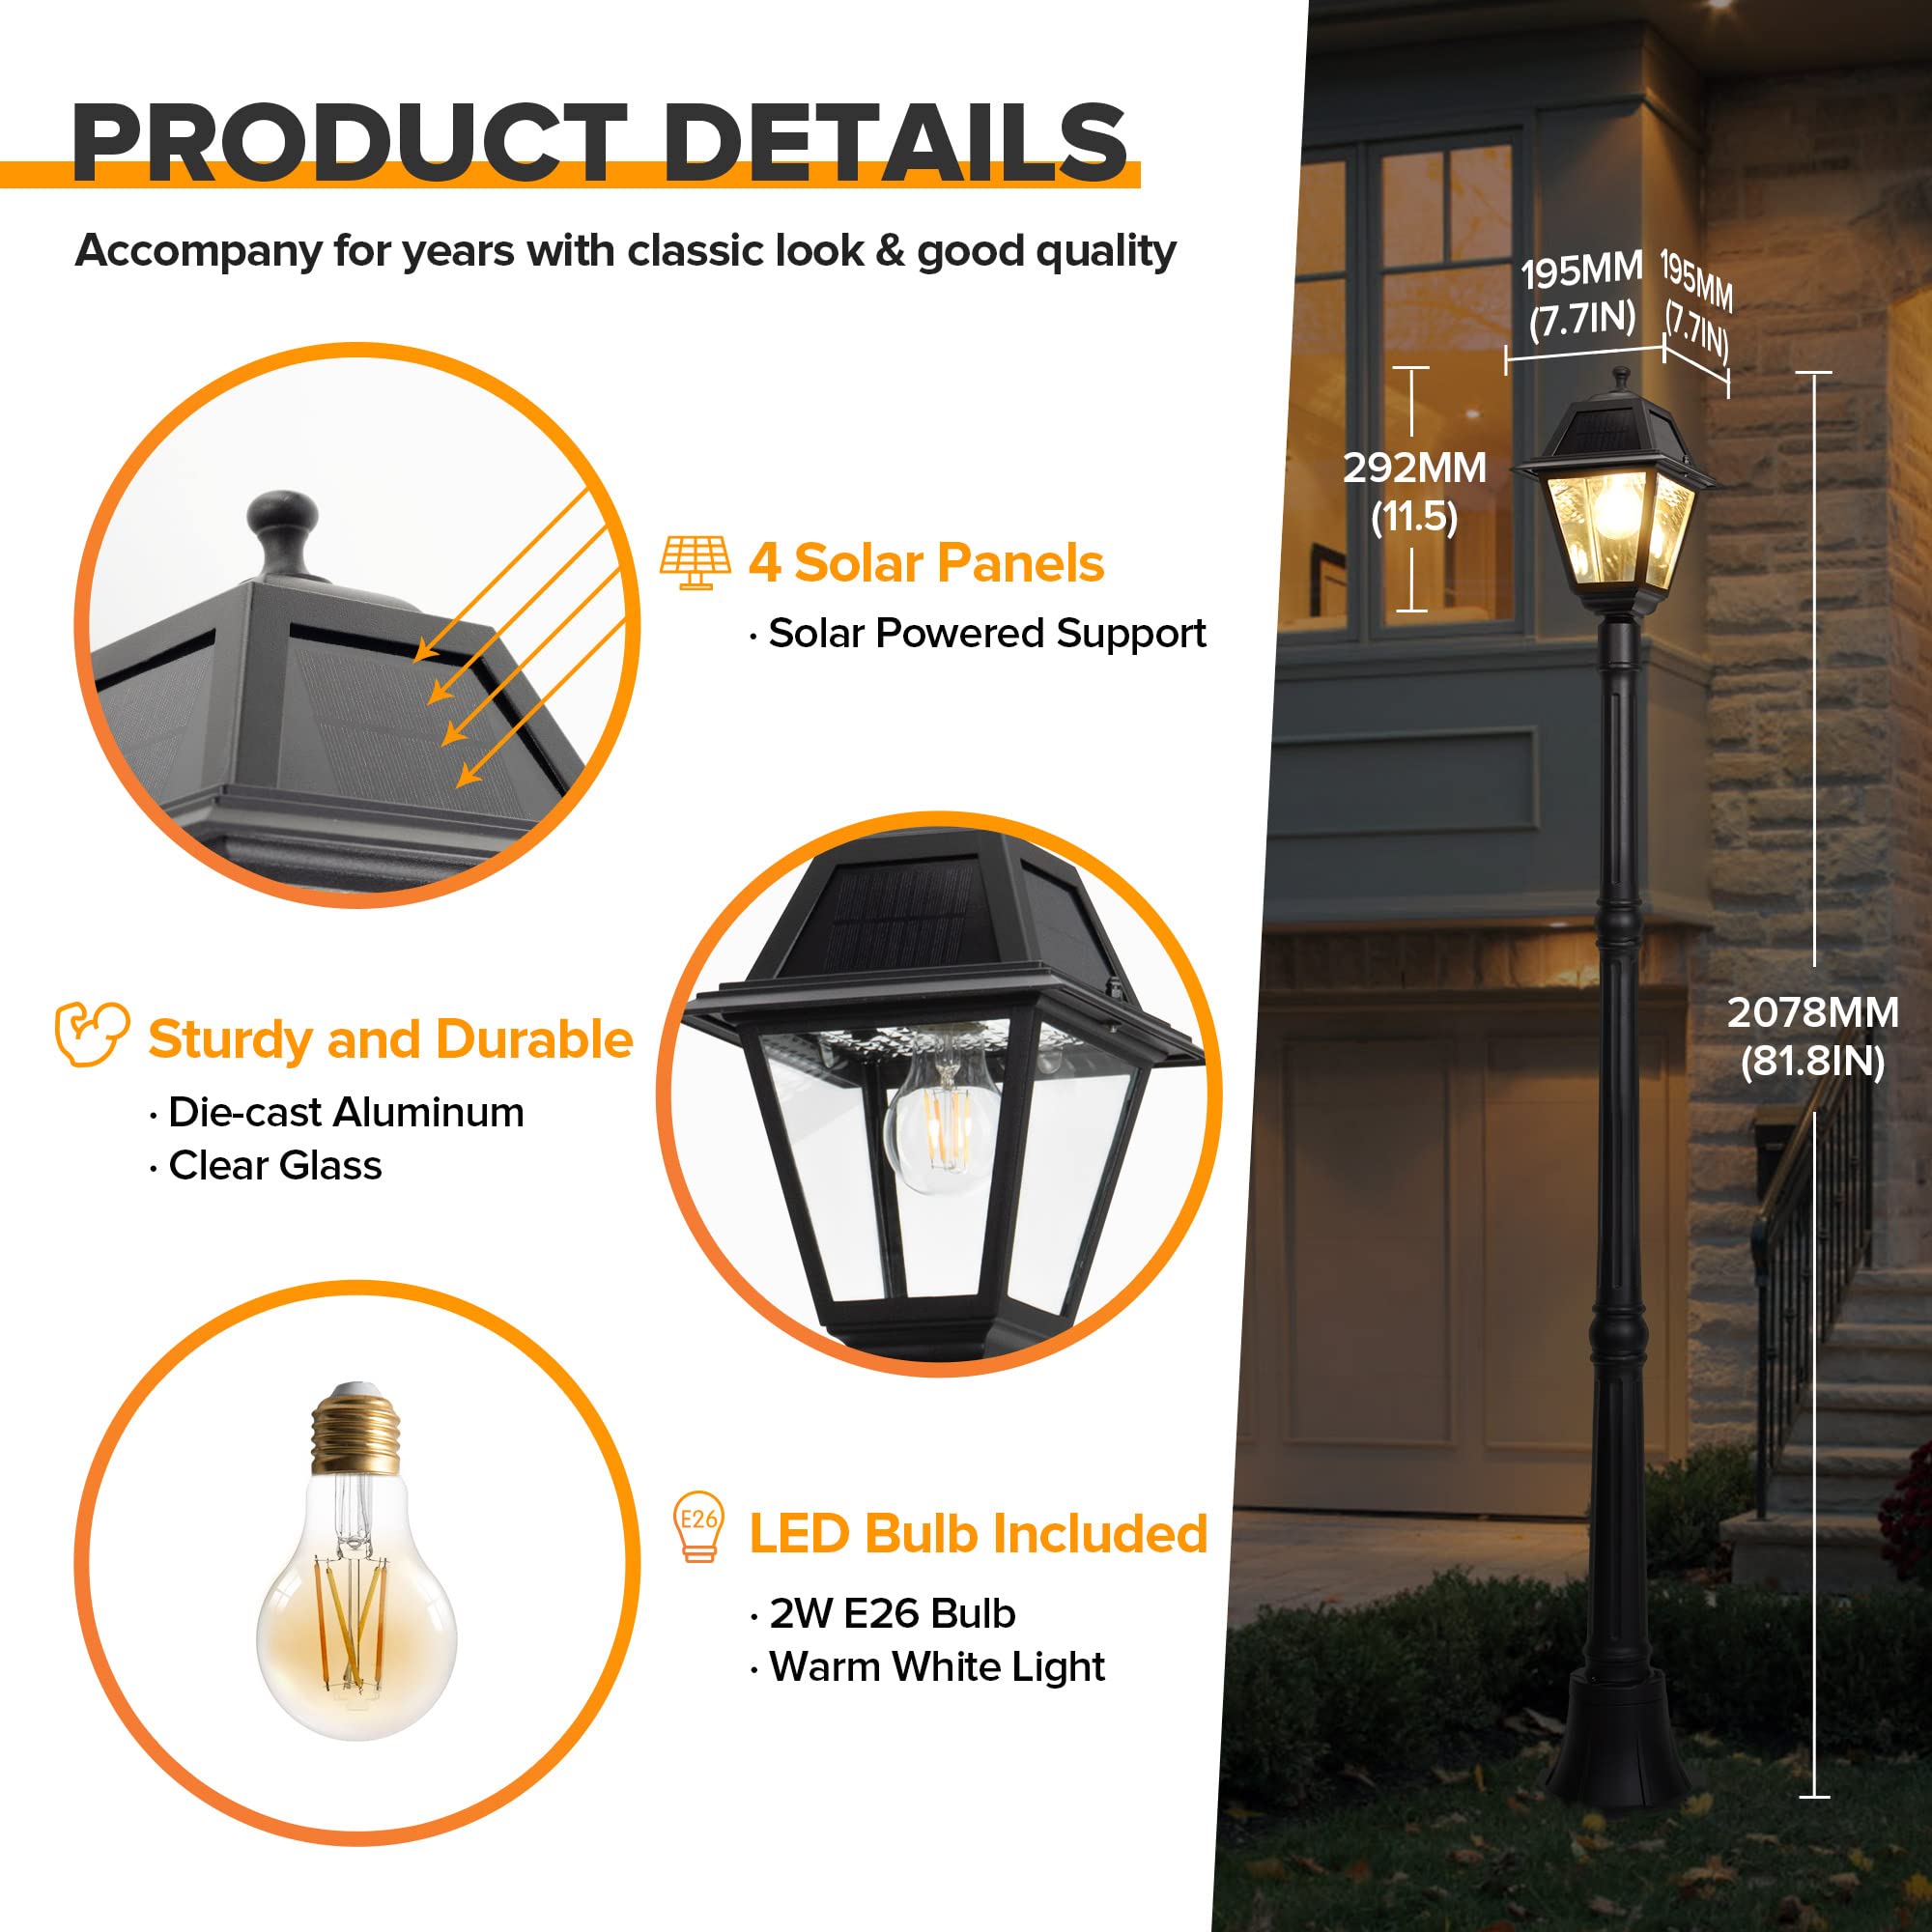 PRODUCT DETAILS
Accompany for years with classic look & good quality
4 Solar Panels
· Solar Powered Support
Sturdy and Durable
· Die-cast Aluminum
· Clear Glass
E26
LED Bulb Included
· 2W E26 Bulb
· Warm White Light
195MM
(7.7IN)
195MM
(7.7IN)
292MM
(11.5)
2078MM
(81.8IN)